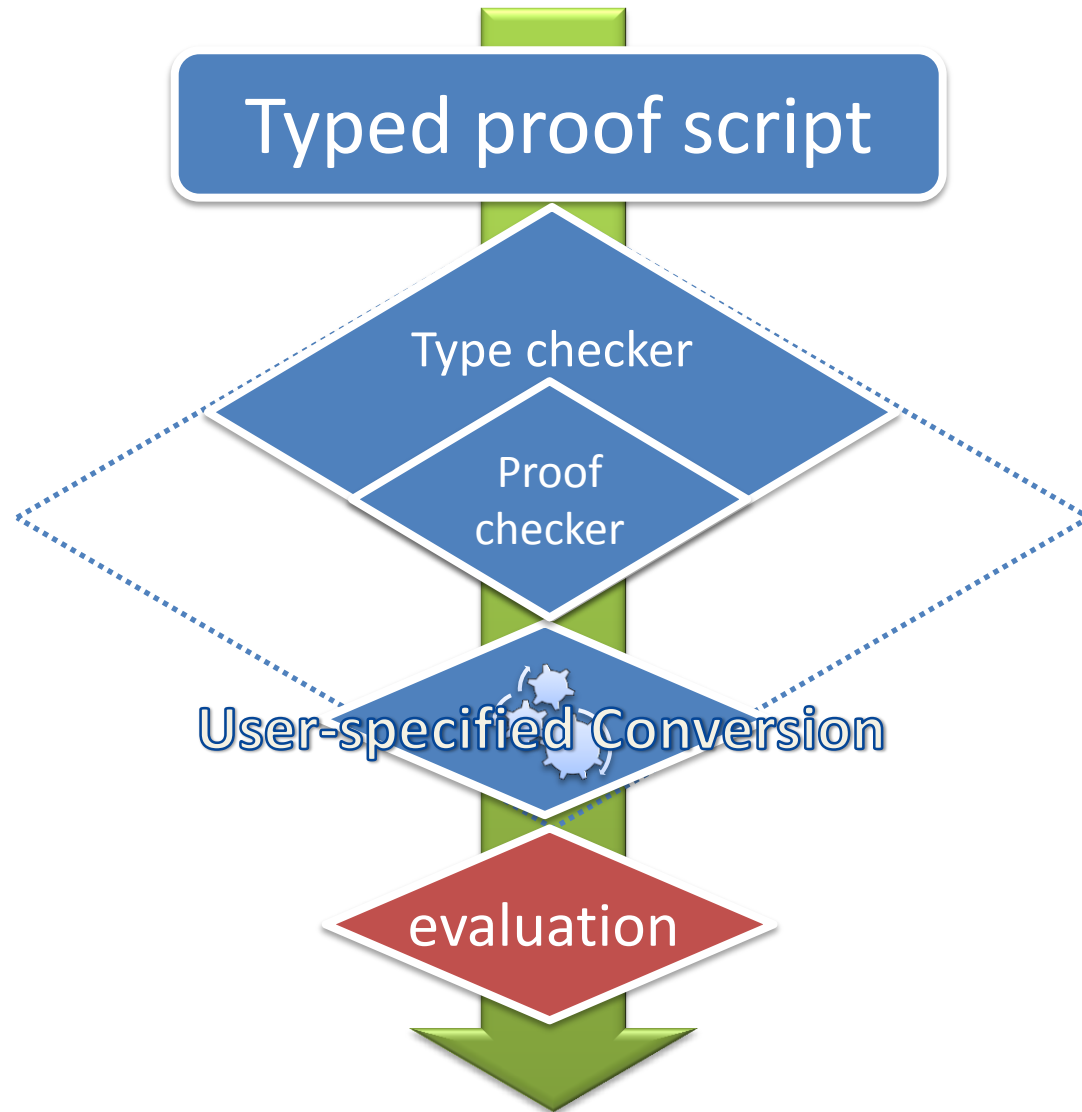 Typed proof script
Type checker
Proof
checker
User-specified Conversion
evaluation